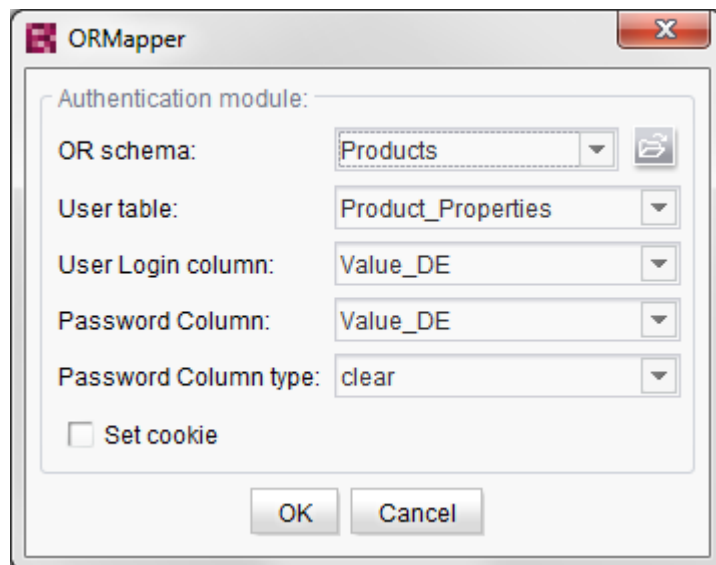 ORMapper
Authentication module:
OR schema: Products
User table: Product_Properties
User Login column: Value_DE
Password Column: Value_DE
Password Column type: clear
Set cookie
OK Cancel